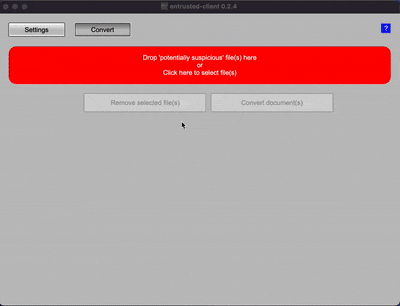 entrusted-client 0.2.4
Settings
Convert
?
Drop 'potentially suspicious' file(s) here
or
Click here to select file(s)
Remove selected file(s)
Convert document(s)